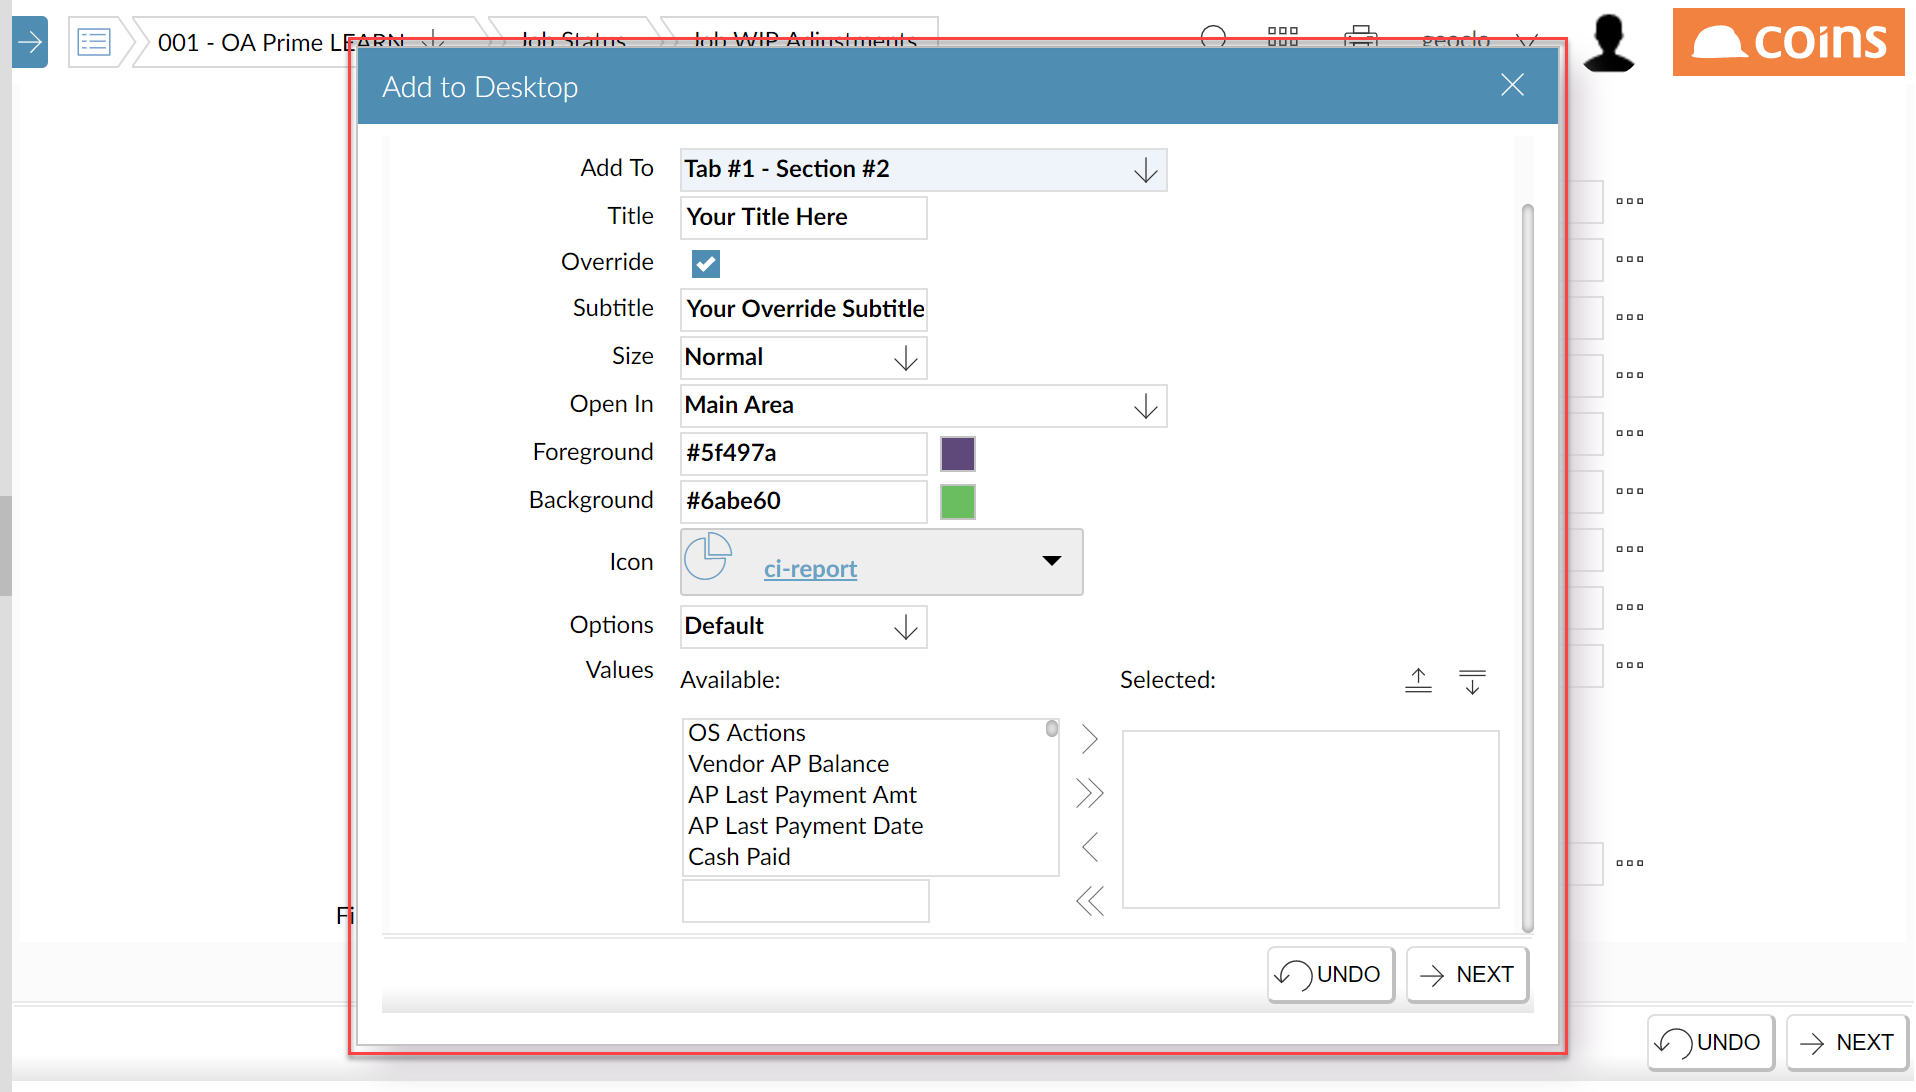 001 - OA Prime LEARN
Job Status
Job WIP Adjustments
geoclo
coins
Add to Desktop
Add To
Tab #1 - Section #2
Title
Your Title Here
Override
Subtitle
Your Override Subtitle
Size
Normal
Open In
Main Area
Foreground
#5f497a
Background
#6abe60
Icon
ci-report
Options
Default
Values
Available:
Selected:
OS Actions
Vendor AP Balance
AP Last Payment Amt
AP Last Payment Date
Cash Paid
Fi
UNDO
NEXT
UNDO
NEXT